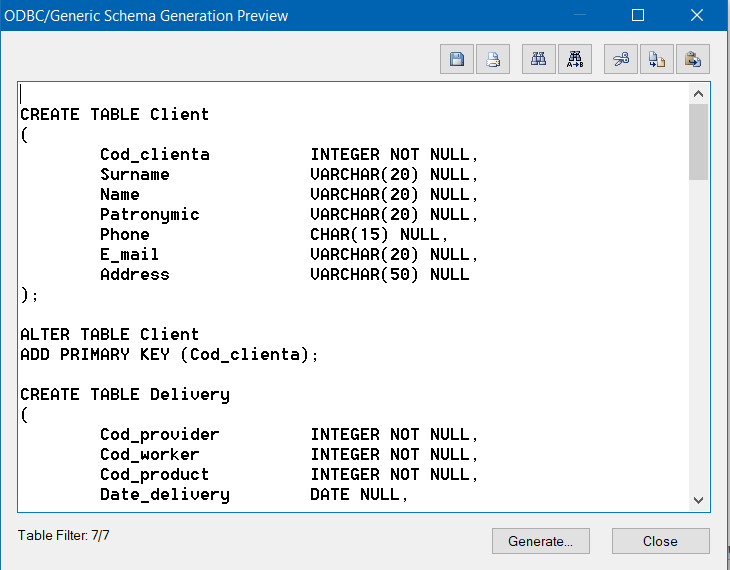 ODBC/Generic Schema Generation Preview
A→B
CREATE TABLE Client
(
Cod_clienta INTEGER NOT NULL,
Surname VARCHAR(20) NULL,
Name VARCHAR(20) NULL,
Patronymic VARCHAR(20) NULL,
Phone CHAR(15) NULL,
E_mail VARCHAR(20) NULL,
Address VARCHAR(50) NULL
);
ALTER TABLE Client
ADD PRIMARY KEY (Cod_clienta);
CREATE TABLE Delivery
(
Cod_provider INTEGER NOT NULL,
Cod_worker INTEGER NOT NULL,
Cod_product INTEGER NOT NULL,
Date_delivery DATE NULL,
Table Filter: 7/7
Generate...
Close